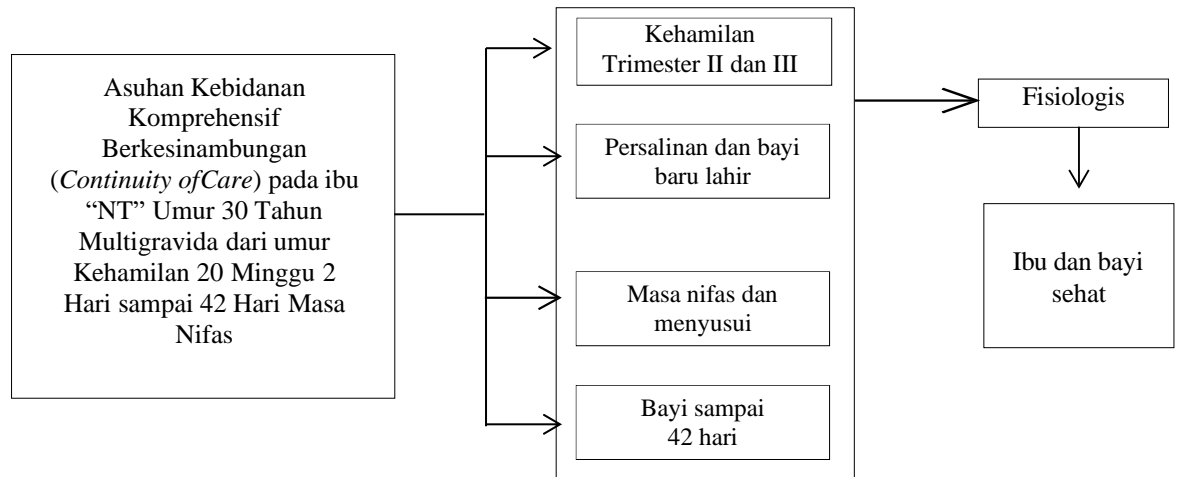 Asuhan Kebidanan
Komprehensif
Berkesinambungan
(Continuity ofCare) pada ibu
“NT” Umur 30 Tahun
Multigravida dari umur
Kehamilan 20 Minggu 2
Hari sampai 42 Hari Masa
Nifas
Kehamilan
Trimester II dan III
Persalinan dan bayi
baru lahir
Masa nifas dan
menyusui
Bayi sampai
42 hari
Fisiologis
Ibu dan bayi
sehat